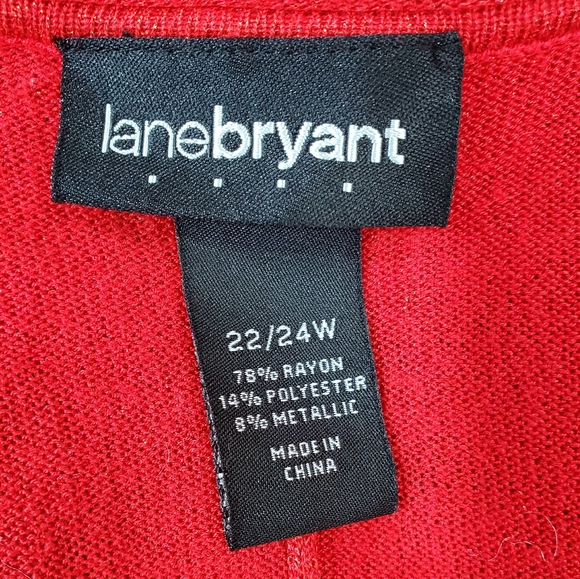 lanebryant
22/24W
78% RAYON
14% POLYESTER
8% METALLIC
MADE IN
CHINA